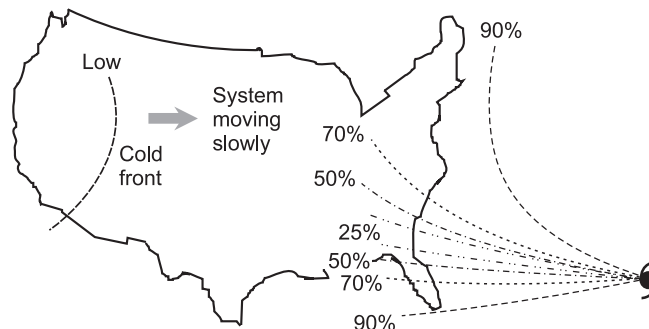 90%
Low
System
moving
slowly
70%
Cold
front
50%
25%
50%
70%
90%